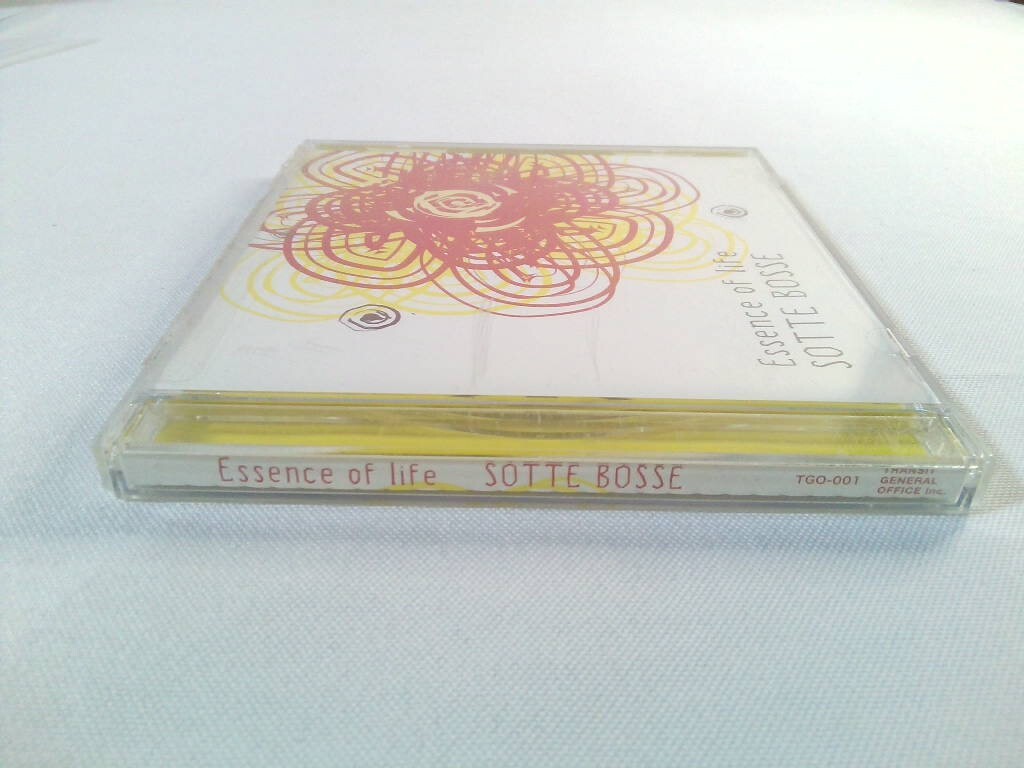 Essence of life
SOTTE BOSSE
Essence of life SOTTE BOSSE
TGO-001
TRANSIT
GENERAL
OFFICE Inc.